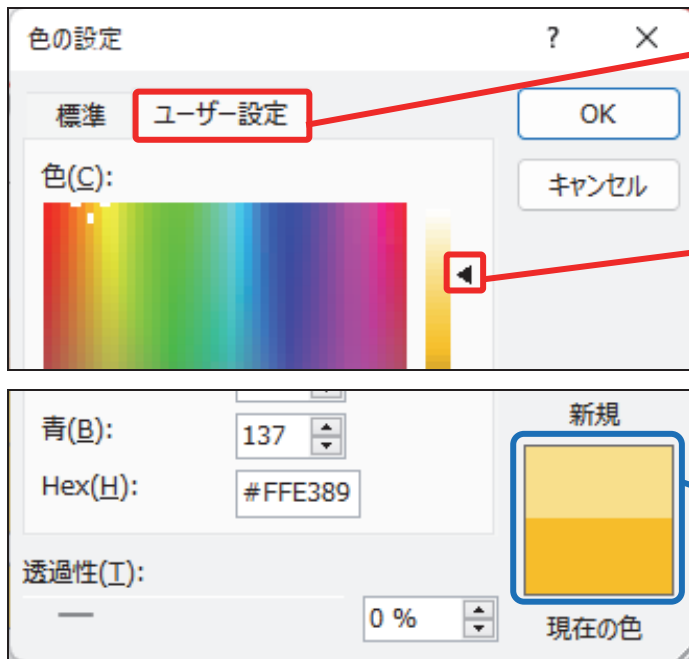 色の設定 ? ×
標準 ユーザー設定 OK
色(C): キャンセル
新規
青(B): 137
Hex(H): #FFE389
透過性(T):
0 %
現在の色